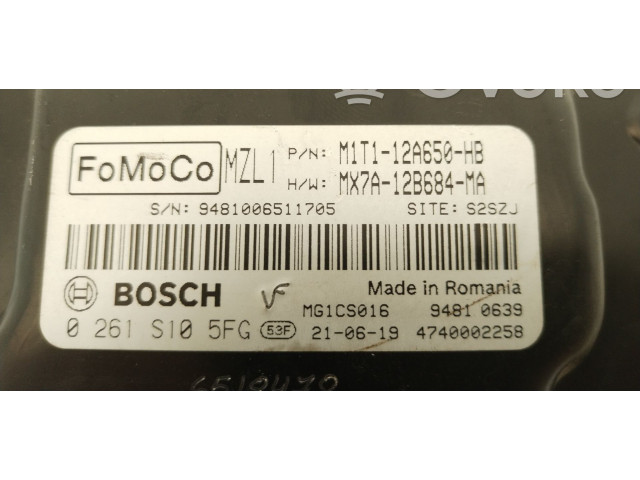 FoMoCo MZL1 P/N: M1T1-12A650-HB
H/W: MX7A-12B684-MA
S/N: 9481006511705 SITE: S2SZJ
BOSCH VF Made in Romania
MG1CS016 9481 0639
0 261 S10 5FG 53F 21-06-19 4740002258